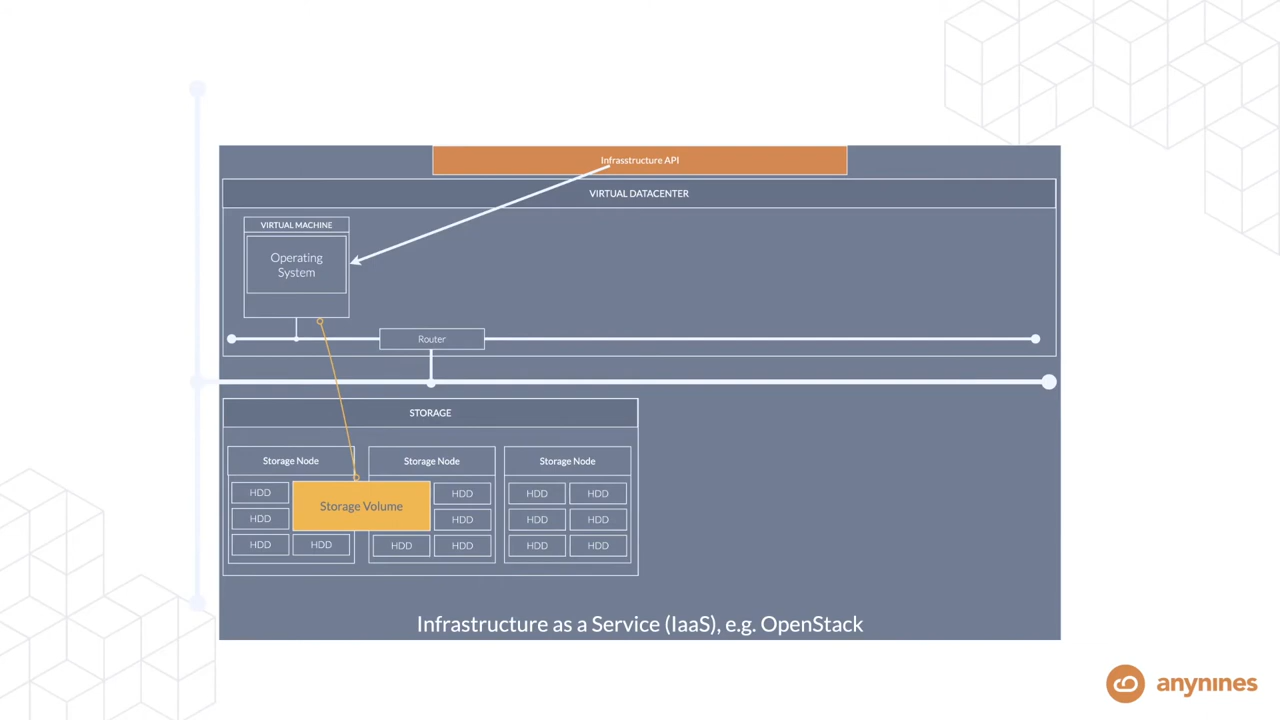 Infrasstructure API
VIRTUAL DATACENTER
VIRTUAL MACHINE
Operating
System
Router
STORAGE
Storage Node
Storage Node
Storage Node
HDD
Storage Volume
HDD
HDD
HDD
HDD
HDD
HDD
HDD
HDD
HDD
HDD
HDD
HDD
HDD
Infrastructure as a Service (IaaS), e.g. OpenStack
anynines